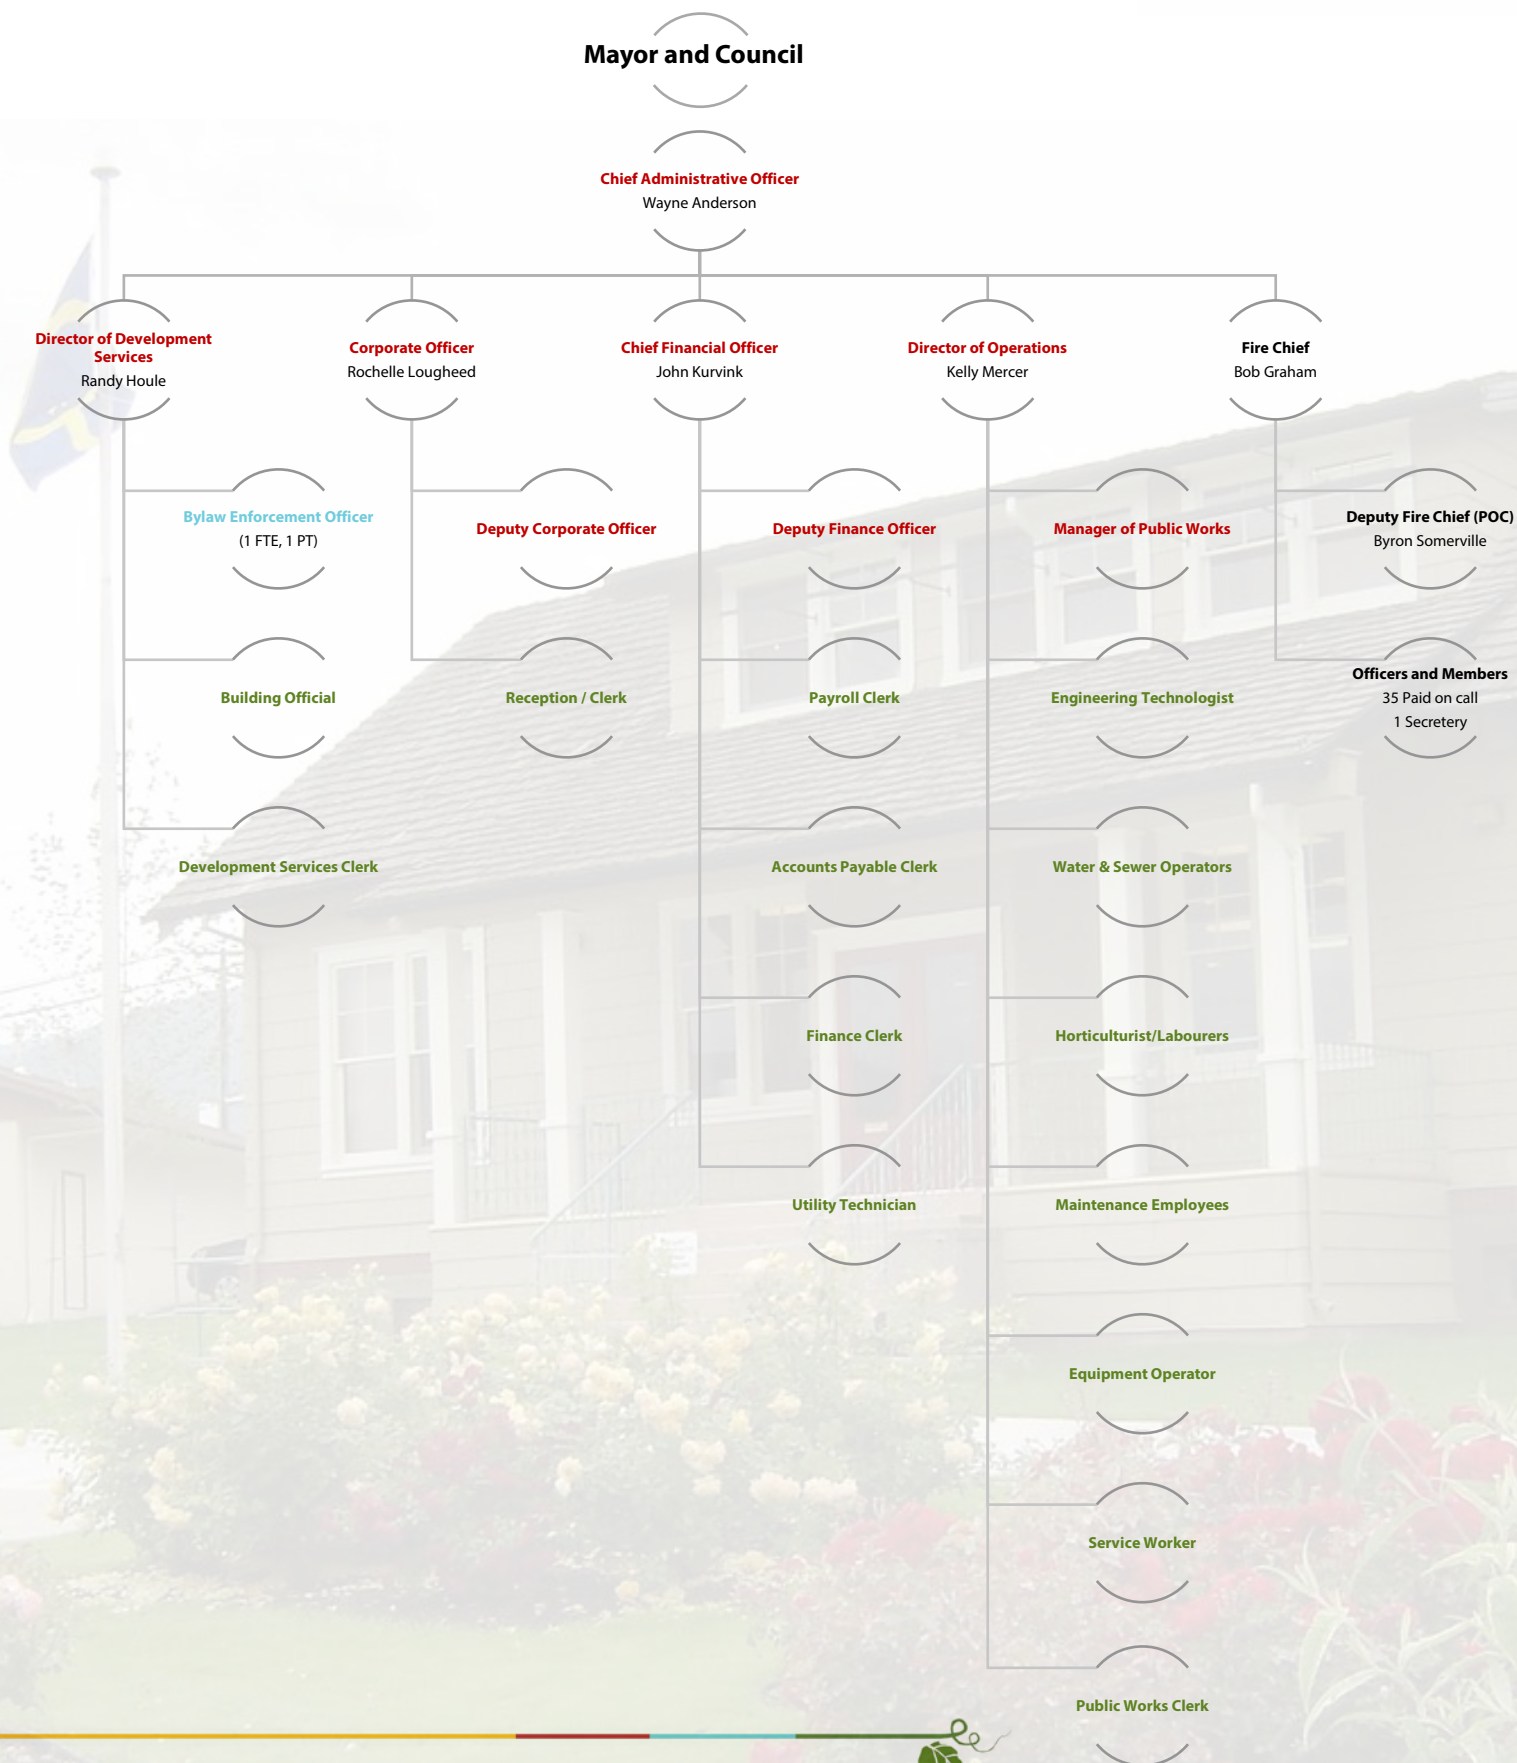 Mayor and Council
Chief Administrative Officer
Wayne Anderson
Director of Development
Services
Randy Houle
Corporate Officer
Rochelle Lougheed
Chief Financial Officer
John Kurvink
Director of Operations
Kelly Mercer
Fire Chief
Bob Graham
Bylaw Enforcement Officer
(1 FTE, 1 PT)
Building Official
Development Services Clerk
Deputy Corporate Officer
Reception / Clerk
Deputy Finance Officer
Payroll Clerk
Accounts Payable Clerk
Finance Clerk
Utility Technician
Manager of Public Works
Engineering Technologist
Water & Sewer Operators
Horticulturist/Labourers
Maintenance Employees
Equipment Operator
Service Worker
Public Works Clerk
Deputy Fire Chief (POC)
Byron Somerville
Officers and Members
35 Paid on call
1 Secretery